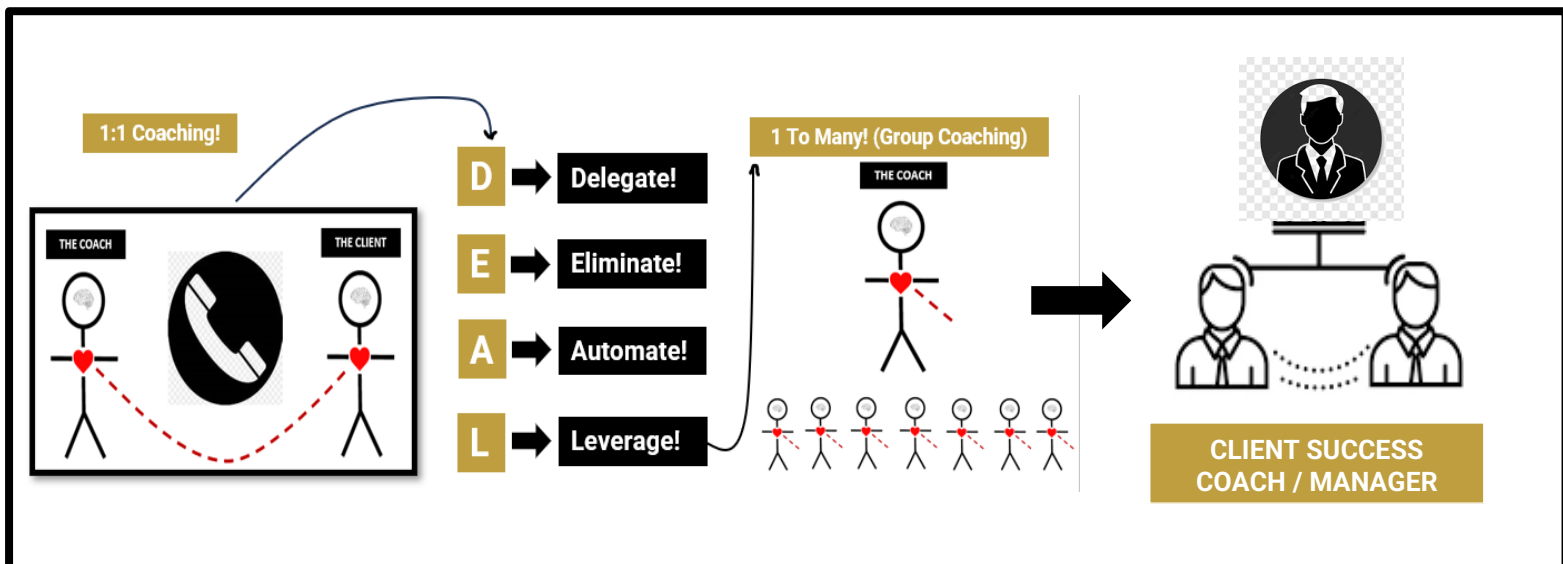 1:1 Coaching!
THE COACH
THE CLIENT
D
Delegate!
E
Eliminate!
A
Automate!
L
Leverage!
1 To Many! (Group Coaching)
THE COACH
CLIENT SUCCESS
COACH / MANAGER